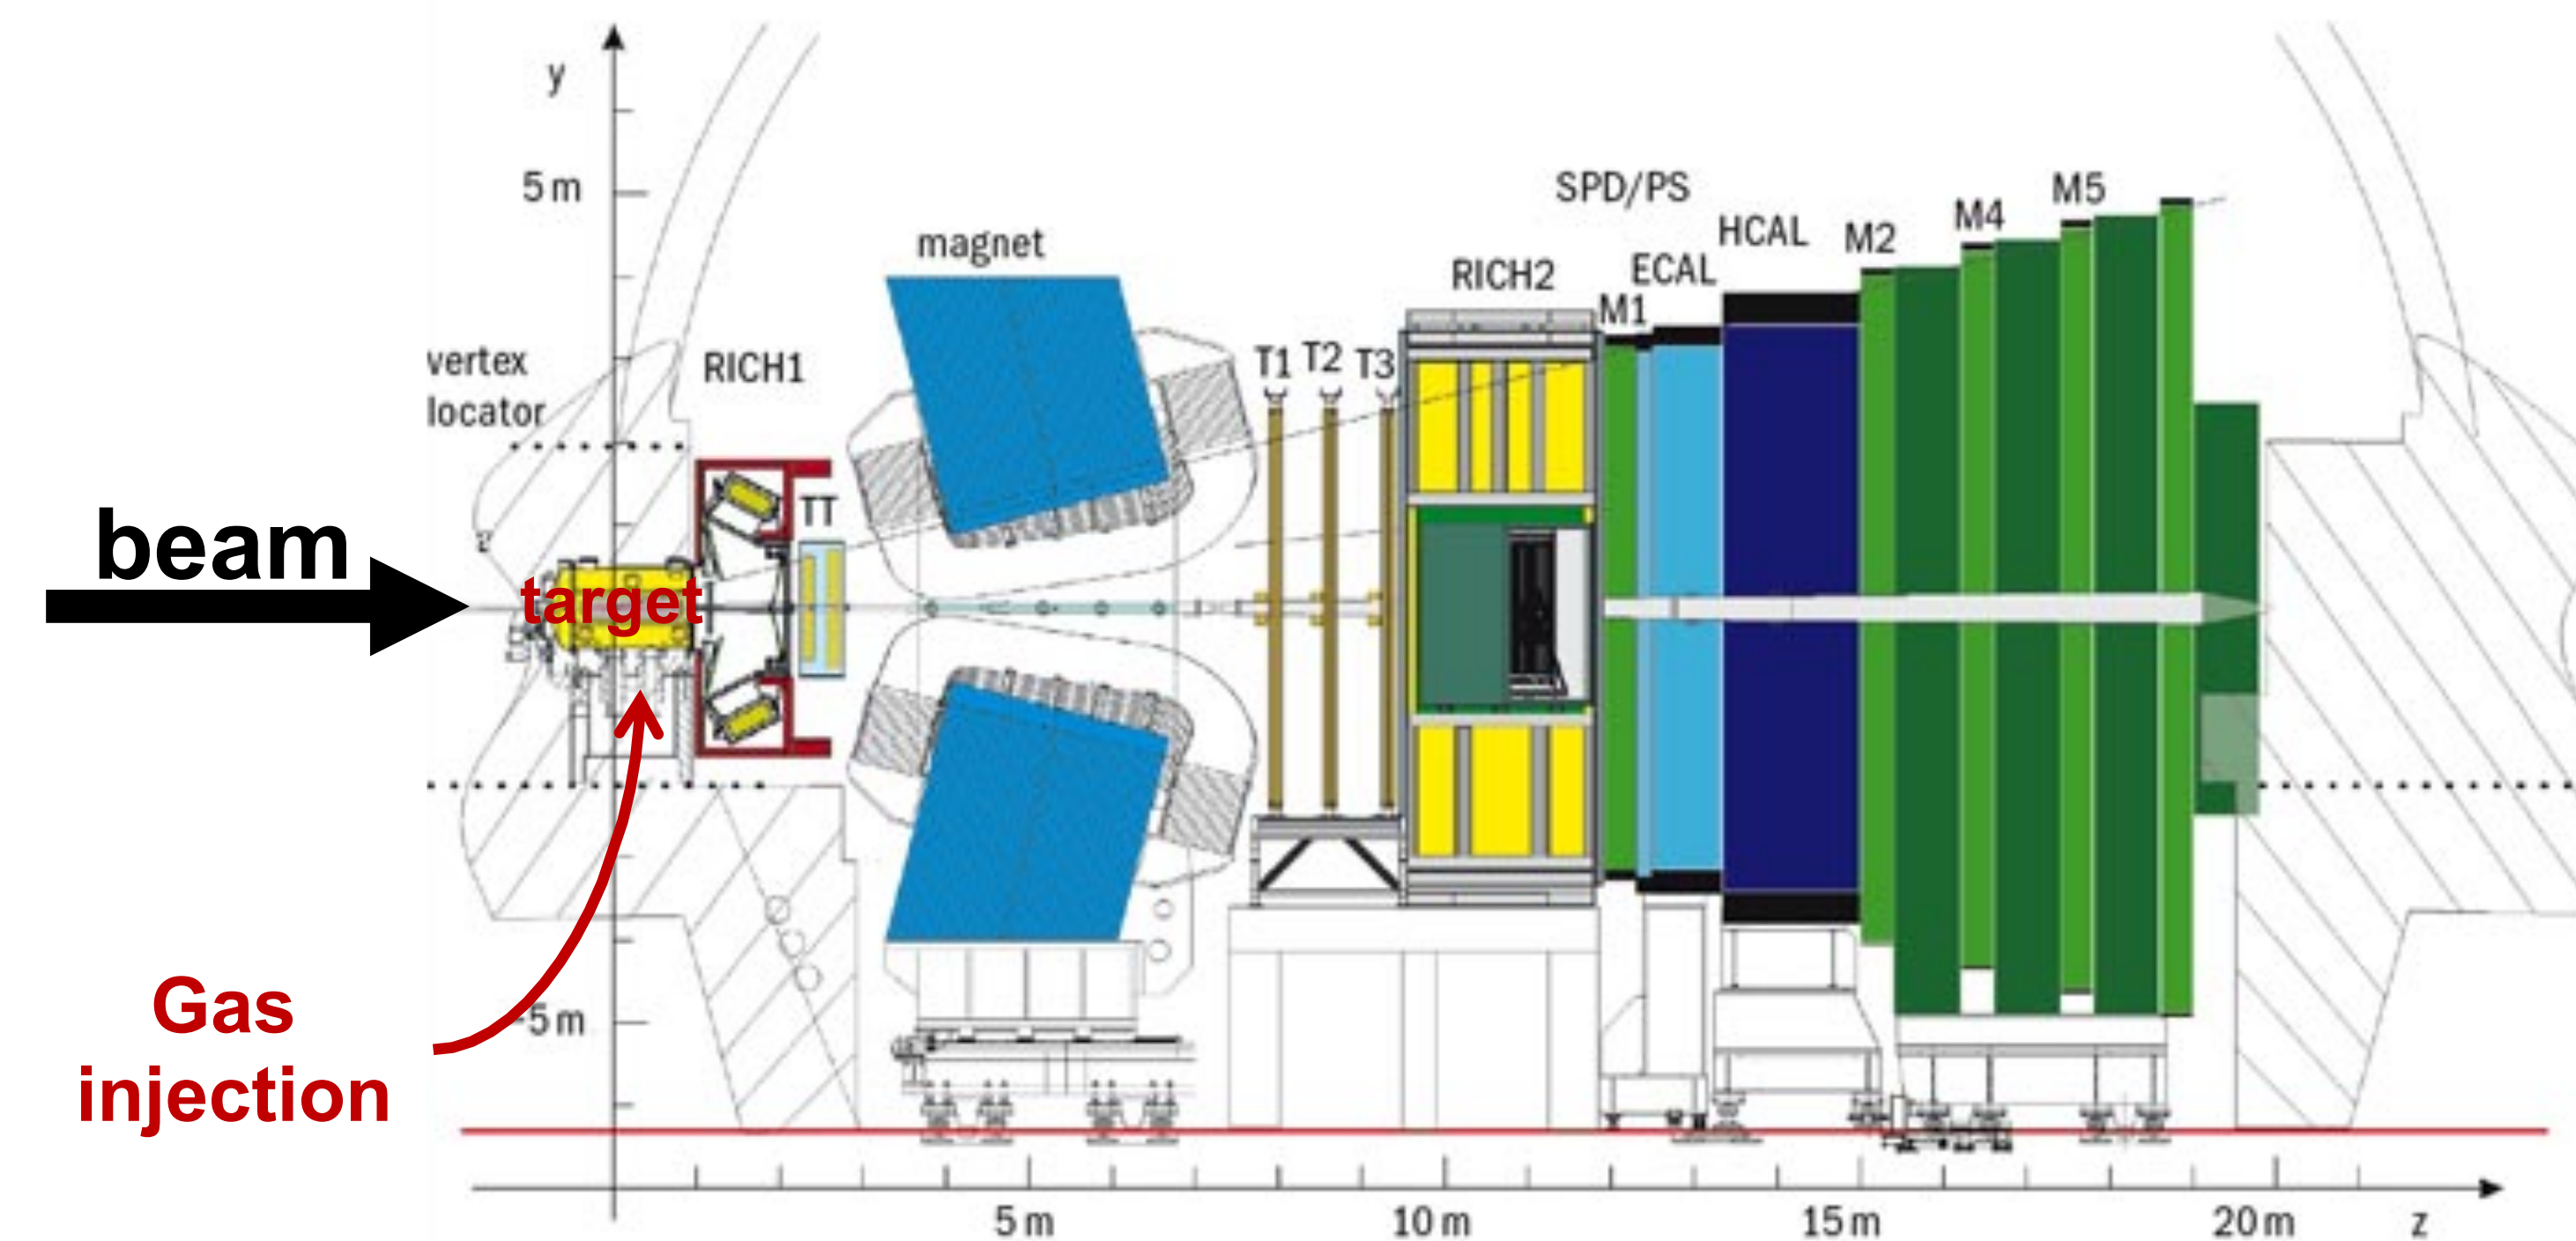 y
5 m
SPD/PS
M5
M4
HCAL
M2
magnet
ECAL
RICH2
M1
vertex
locator
RICH1
T1
T2
T3
TT
beam
target
Gas
injection
-5 m
5 m
10 m
15 m
20 m
z